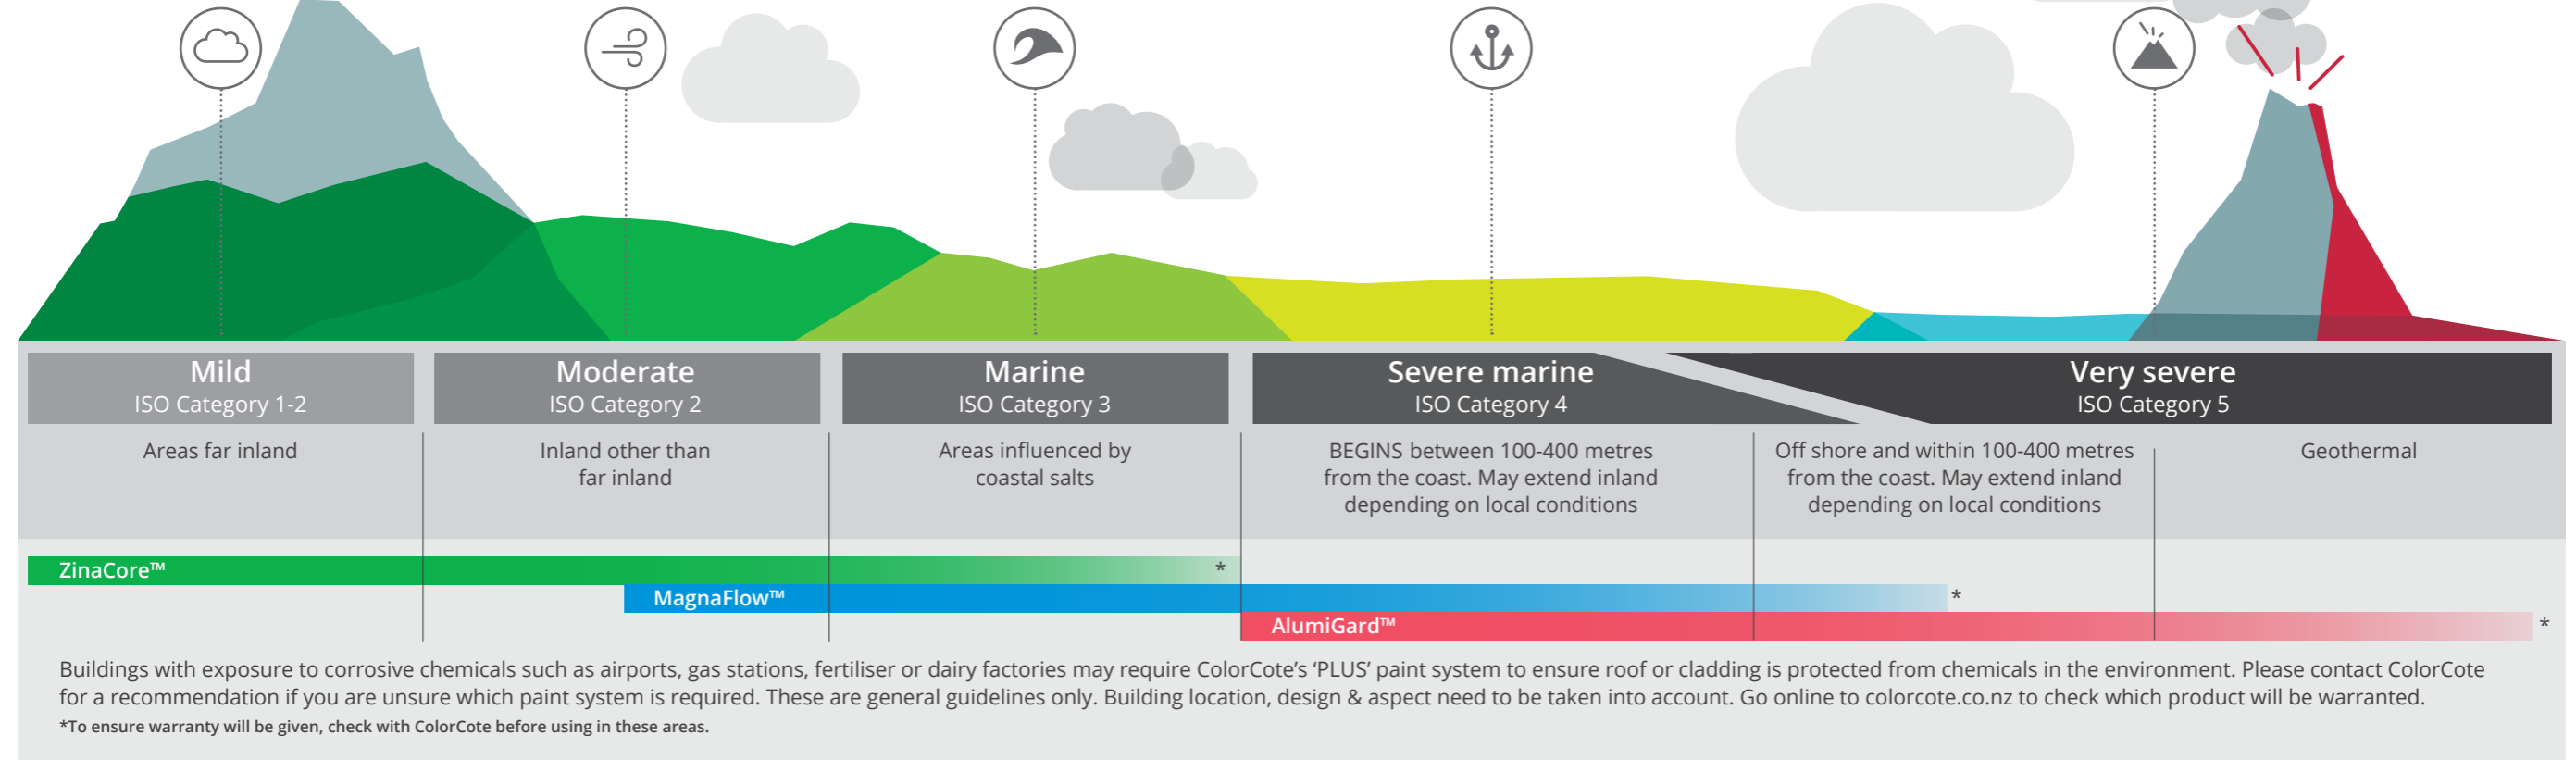 Mild
ISO Category 1-2
Moderate
ISO Category 2
Marine
ISO Category 3
Severe marine
ISO Category 4
Very severe
ISO Category 5
Areas far inland
Inland other than
far inland
Areas influenced by
coastal salts
BEGINS between 100-400 metres
from the coast. May extend inland
depending on local conditions
Off shore and within 100-400 metres
from the coast. May extend inland
depending on local conditions
Geothermal
ZinaCore™ *
MagnaFlow™ *
AlumiGard™ *
Buildings with exposure to corrosive chemicals such as airports, gas stations, fertiliser or dairy factories may require ColorCote’s ‘PLUS’ paint system to ensure roof or cladding is protected from chemicals in the environment. Please contact ColorCote
for a recommendation if you are unsure which paint system is required. These are general guidelines only. Building location, design & aspect need to be taken into account. Go online to colorcote.co.nz to check which product will be warranted.
*To ensure warranty will be given, check with ColorCote before using in these areas.